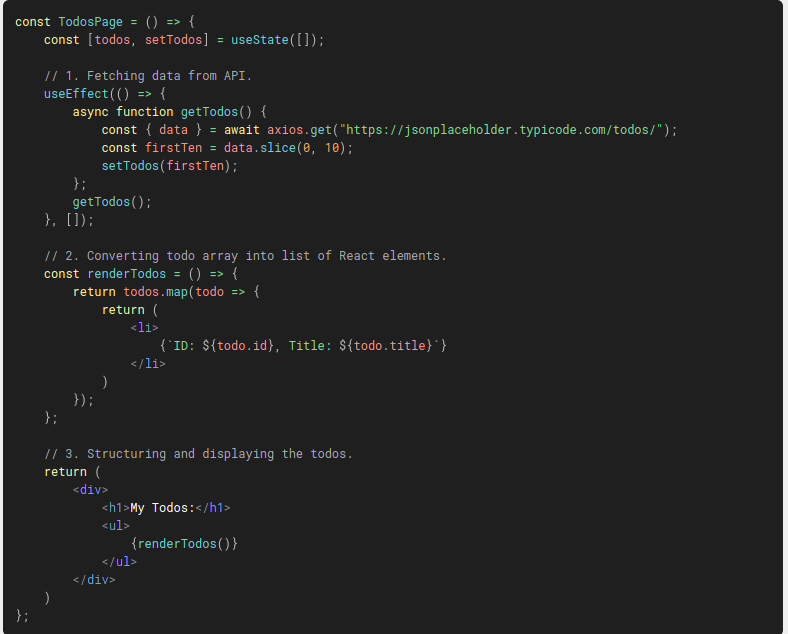 const TodosPage = () => {
    const [todos, setTodos] = useState([]);

    // 1. Fetching data from API.
    useEffect(() => {
        async function getTodos() {
            const { data } = await axios.get("https://jsonplaceholder.typicode.com/todos/");
            const firstTen = data.slice(0, 10);
            setTodos(firstTen);
        };
        getTodos();
    }, []);

    // 2. Converting todo array into list of React elements.
    const renderTodos = () => {
        return todos.map(todo => {
            return (
                <li>
                    {`ID: ${todo.id}, Title: ${todo.title}`}
                </li>
            )
        });
    };

    // 3. Structuring and displaying the todos.
    return (
        <div>
            <h1>My Todos:</h1>
            <ul>
                {renderTodos()}
            </ul>
        </div>
    )
};